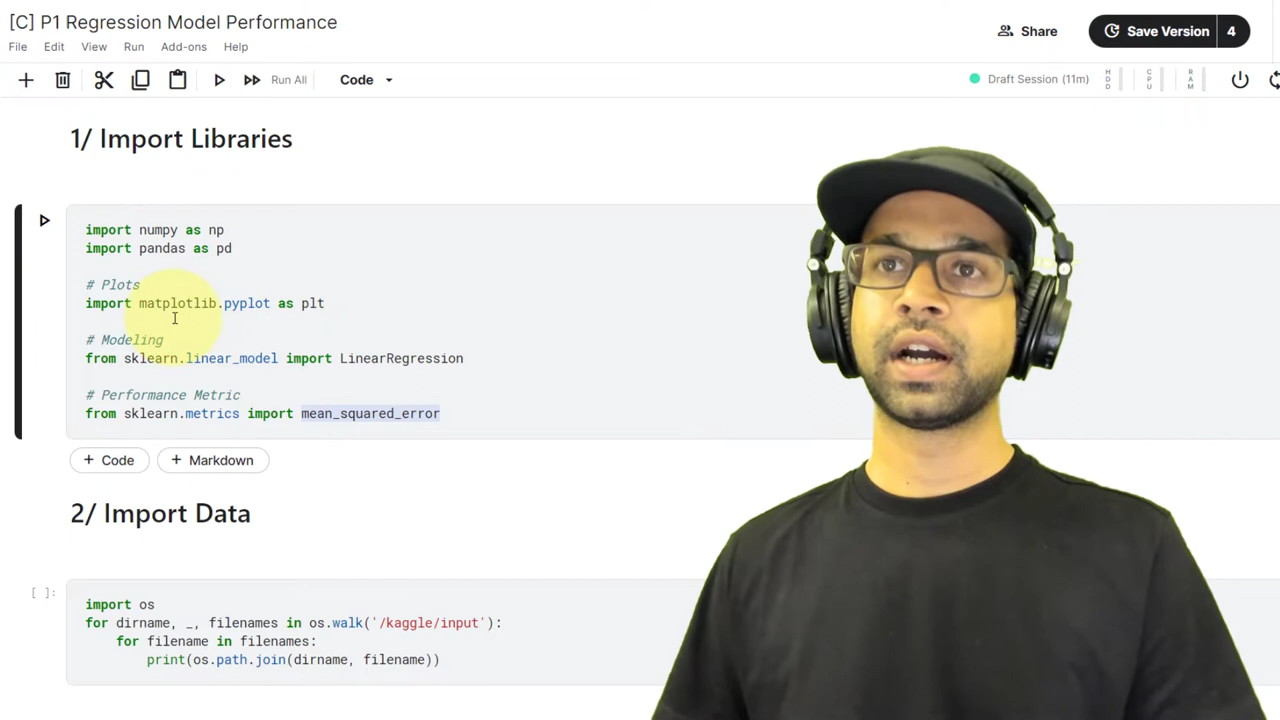 [C] P1 Regression Model Performance
File Edit View Run Add-ons Help
Share
Save Version 4
Run All
Code
Draft Session (11m)
HDD
CPU
RAM
1/ Import Libraries
import numpy as np
import pandas as pd
# Plots
import matplotlib.pyplot as plt
# Modeling
from sklearn.linear_model import LinearRegression
# Performance Metric
from sklearn.metrics import mean_squared_error
+ Code
+ Markdown
2/ Import Data
[ ]:
import os
for dirname, _, filenames in os.walk('/kaggle/input'):
for filename in filenames:
print(os.path.join(dirname, filename))